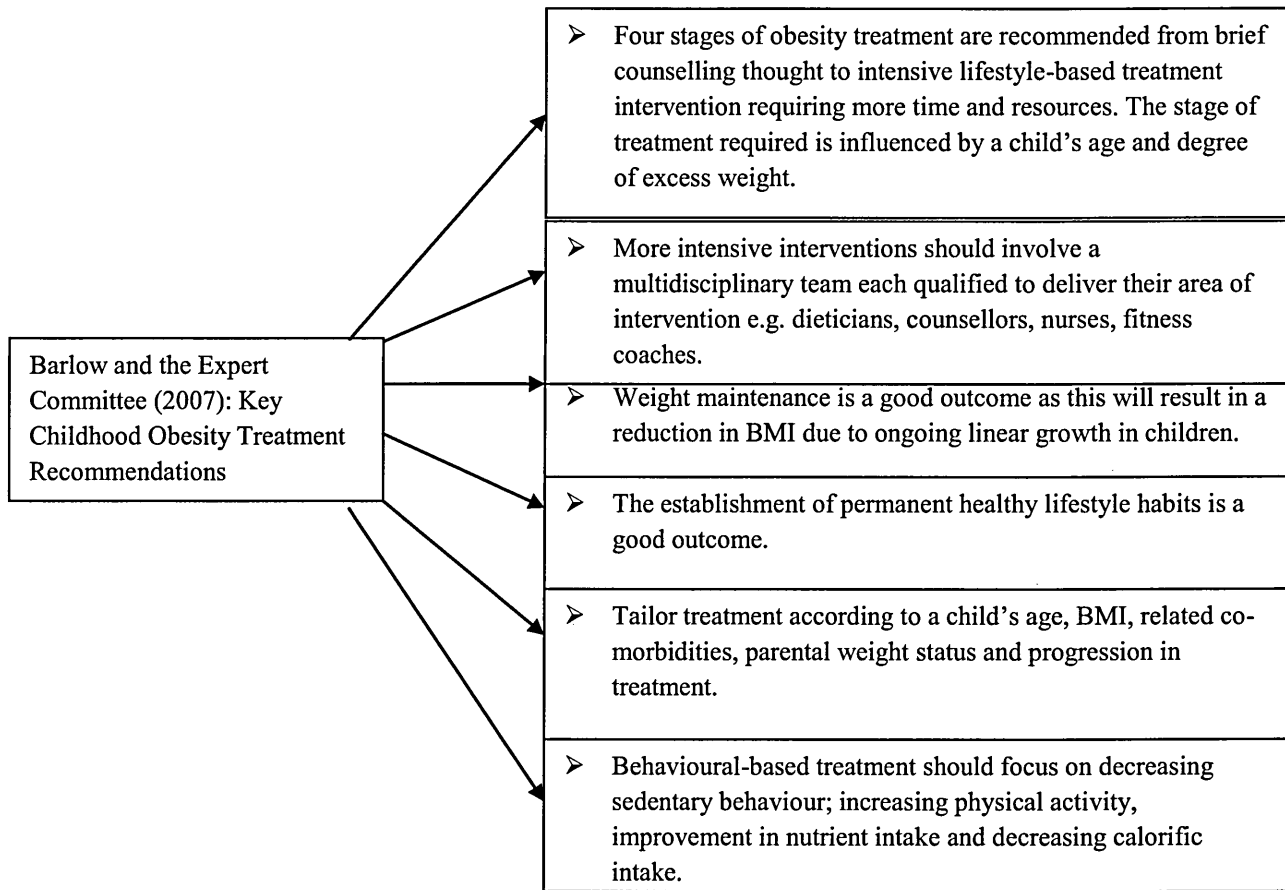 ➢ Four stages of obesity treatment are recommended from brief
counselling thought to intensive lifestyle-based treatment
intervention requiring more time and resources. The stage of
treatment required is influenced by a child's age and degree
of excess weight.
➢ More intensive interventions should involve a
multidisciplinary team each qualified to deliver their area of
intervention e.g. dieticians, counsellors, nurses, fitness
coaches.
Barlow and the Expert
Committee (2007): Key
Childhood Obesity Treatment
Recommendations
➢ Weight maintenance is a good outcome as this will result in a
reduction in BMI due to ongoing linear growth in children.
➢ The establishment of permanent healthy lifestyle habits is a
good outcome.
➢ Tailor treatment according to a child's age, BMI, related co-
morbidities, parental weight status and progression in
treatment.
➢ Behavioural-based treatment should focus on decreasing
sedentary behaviour; increasing physical activity,
improvement in nutrient intake and decreasing calorific
intake.